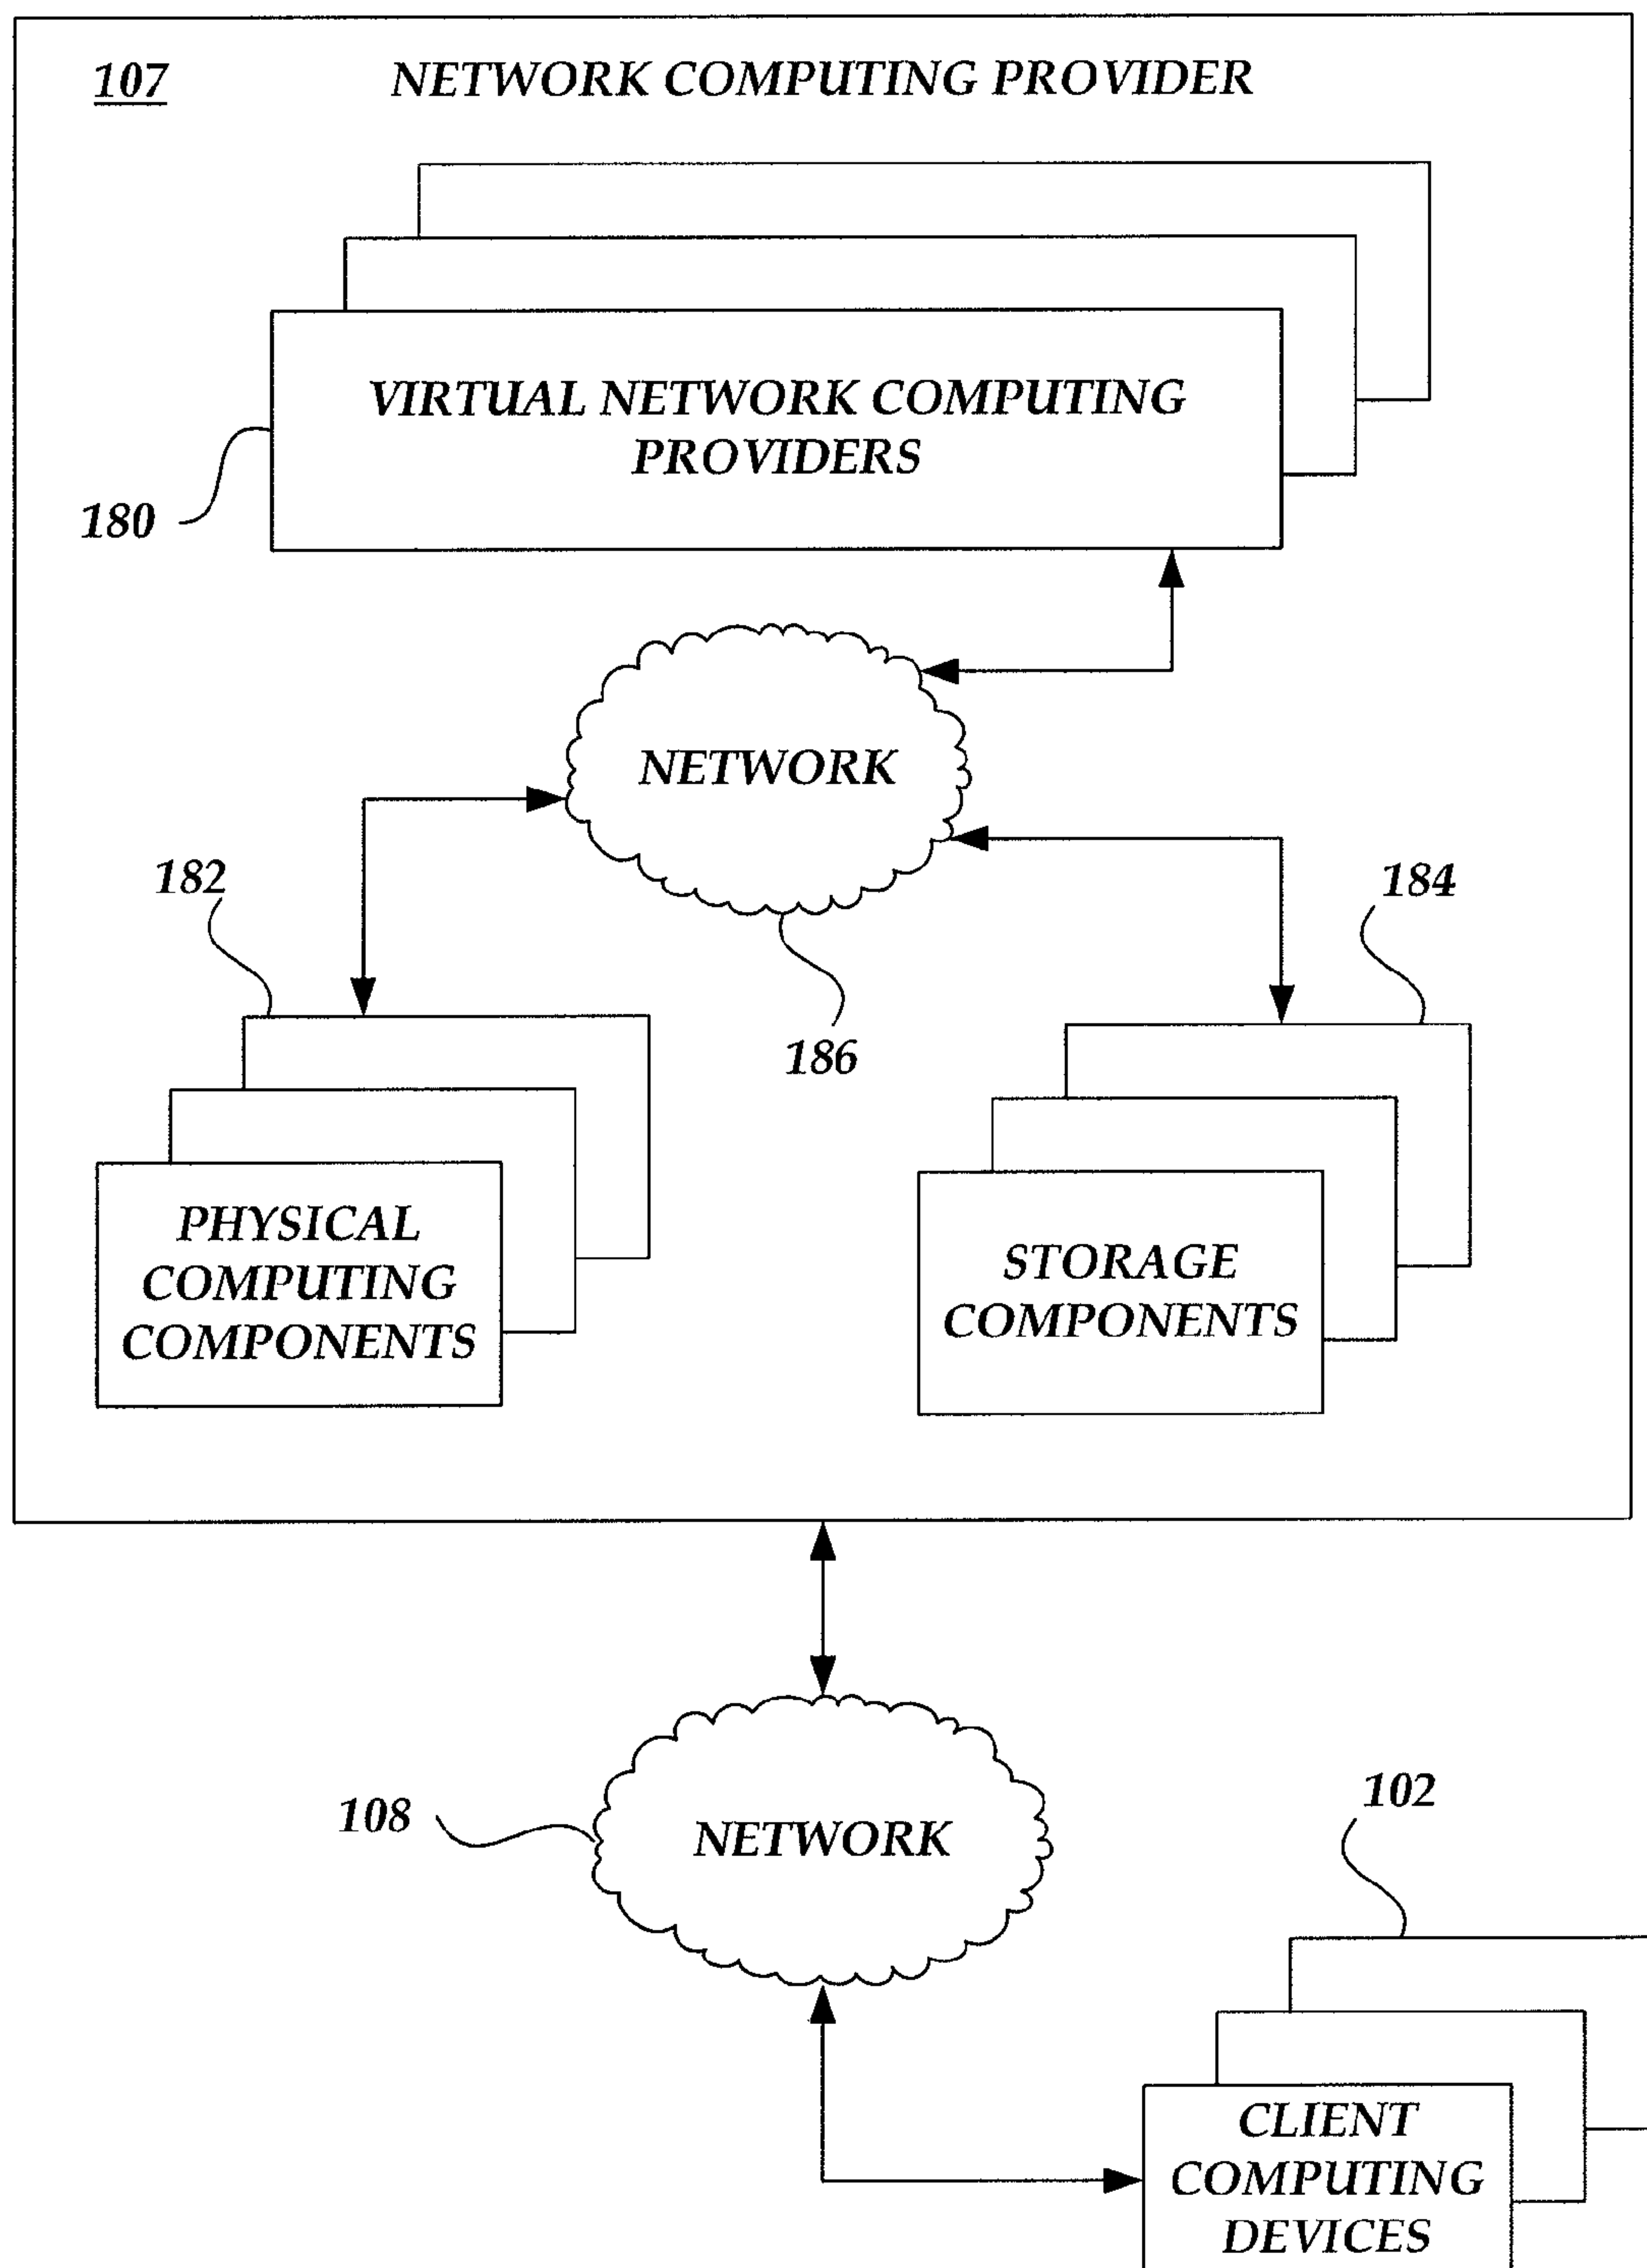 107
NETWORK COMPUTING PROVIDER
VIRTUAL NETWORK COMPUTING
PROVIDERS
180
NETWORK
182
184
186
PHYSICAL
COMPUTING
COMPONENTS
STORAGE
COMPONENTS
108
NETWORK
102
CLIENT
COMPUTING
DEVICES